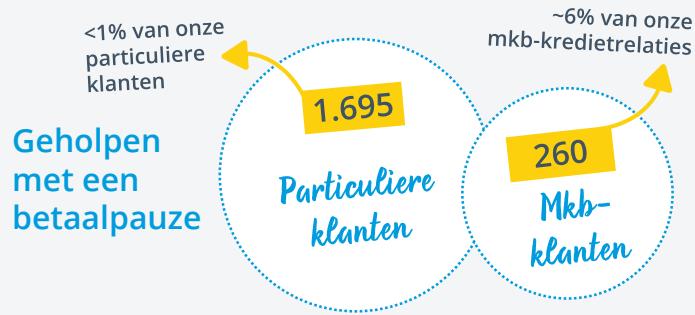 <1% van onze
particuliere
klanten
~6% van onze
mkb-kredietrelaties
Geholpen
met een
betaalpauze
1.695
Particuliere
klanten
260
Mkb-
klanten